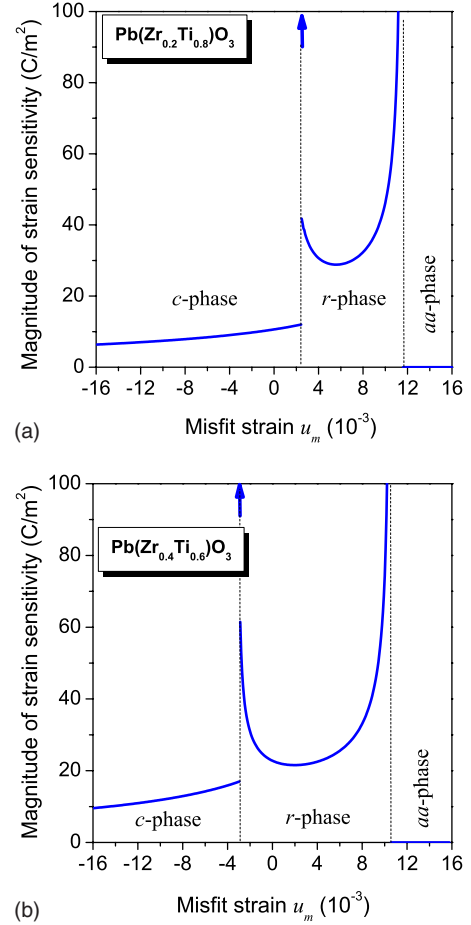 Pb(Zr0.2Ti0.8)O3
Magnitude of strain sensitivity (C/m²)
100
80
60
40
20
0
c-phase
r-phase
aa-phase
-16 -12 -8 -4 0 4 8 12 16
Misfit strain um (10⁻³)
(a)
Pb(Zr0.4Ti0.6)O3
Magnitude of strain sensitivity (C/m²)
100
80
60
40
20
0
c-phase
r-phase
aa-phase
-16 -12 -8 -4 0 4 8 12 16
Misfit strain um (10⁻³)
(b)